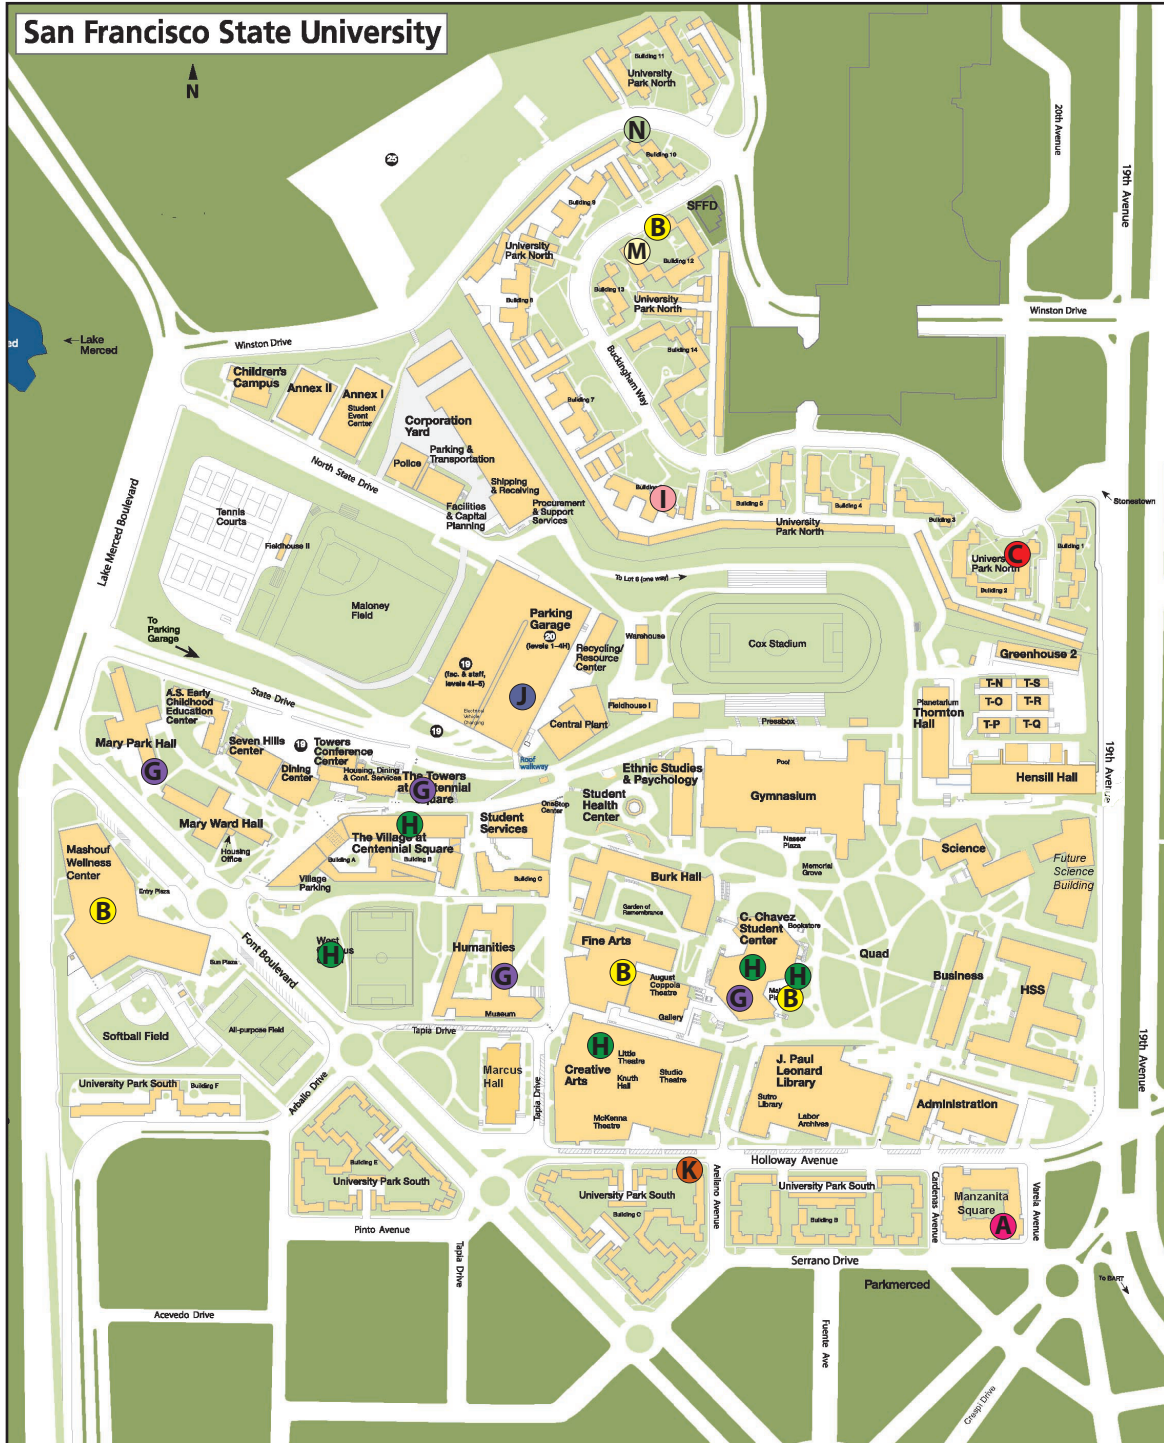 San Francisco State University
N
Building 11
University
Park North
N
Building 10
25
20th Avenue
19th Avenue
Building 9
SFFD
B
M
University
Park North
Building 12
Building 13
Building 8
University
Park North
Winston Drive
Lake
Merced
Winston Drive
Building 14
Buckingham Way
Children's
Campus
Annex II
Annex I
Student
Event
Center
Building 7
Corporation
Yard
Parking &
Transportation
Police
North State Drive
Shipping
& Receiving
Facilities
& Capital
Planning
Procurement
& Support
Services
I
Building 5
Building 4
Building 3
University
Park North
Stonestown
Lake Merced Boulevard
Tennis
Courts
Fieldhouse II
C
Park North
Building 2
Building 1
To Lot 6 (one way)
Maloney
Field
Parking
Garage
20
(levels 1-4H)
Warehouse
Cox Stadium
To
Parking
Garage
Recycling/
Resource
Center
19
(fac. & staff,
levels 4I-5)
Greenhouse 2
T-N
T-S
T-O
T-R
T-P
T-Q
State Drive
J
Electrical
Vehicle
Charging
Fieldhouse I
Central Plant
Pressbox
Planetarium
Thornton
Hall
A.S. Early
Childhood
Education
Center
Mary Park Hall
G
Seven Hills
Center
19
Towers
Conference
Center
19
Dining
Center
Housing, Dining
& Conf. Services
The Towers
G
Roof
walkway
Ethnic Studies
& Psychology
Pool
Gymnasium
Hensill Hall
19th Avenue
Student
Health
Center
OneStop
Center
Student
Services
H
The Village at
Centennial Square
Mary Ward Hall
Housing
Office
Building A
Building B
Village
Parking
Building C
Nasser
Plaza
Memorial
Grove
Science
Future
Science
Building
Mashouf
Wellness
Center
Entry Plaza
B
Burk Hall
Garden of
Remembrance
C. Chavez
Student
Center
Bookstore
Quad
Font Boulevard
Sun Plaza
H
Humanities
G
Museum
Fine Arts
B
August
Coppola
Theatre
Gallery
H
H
G
B
Business
HSS
Softball Field
All-purpose Field
Tapia Drive
Marcus
Hall
Tapia Drive
H
Creative
Arts
Little
Theatre
Knuth
Hall
Studio
Theatre
McKenna
Theatre
J. Paul
Leonard
Library
Sutro
Library
Labor
Archives
Administration
19th Avenue
University Park South
Building F
Arballo Drive
Holloway Avenue
K
Arellano Avenue
Building E
University Park South
University Park South
Building C
University Park South
Building B
Cardenas Avenue
Manzanita
Square
A
Varela Avenue
Pinto Avenue
Tapia Drive
Serrano Drive
Parkmerced
To BART
Acevedo Drive
Fuente Ave
Crespi Drive